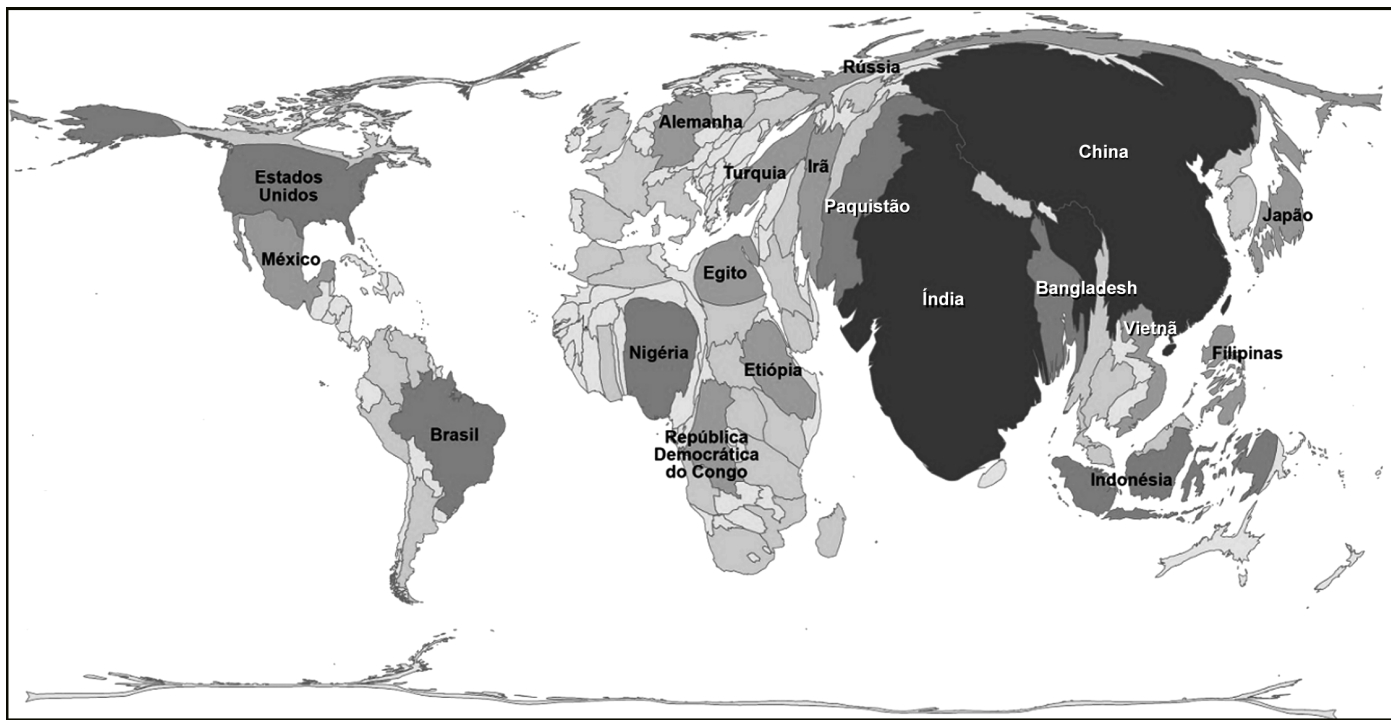 Rússia
Alemanha
China
Estados
Unidos
Turquia
Irã
Paquistão
Japão
México
Egito
Bangladesh
Índia
Vietnã
Nigéria
Filipinas
Etiópia
Brasil
República
Democrática
do Congo
Indonésia